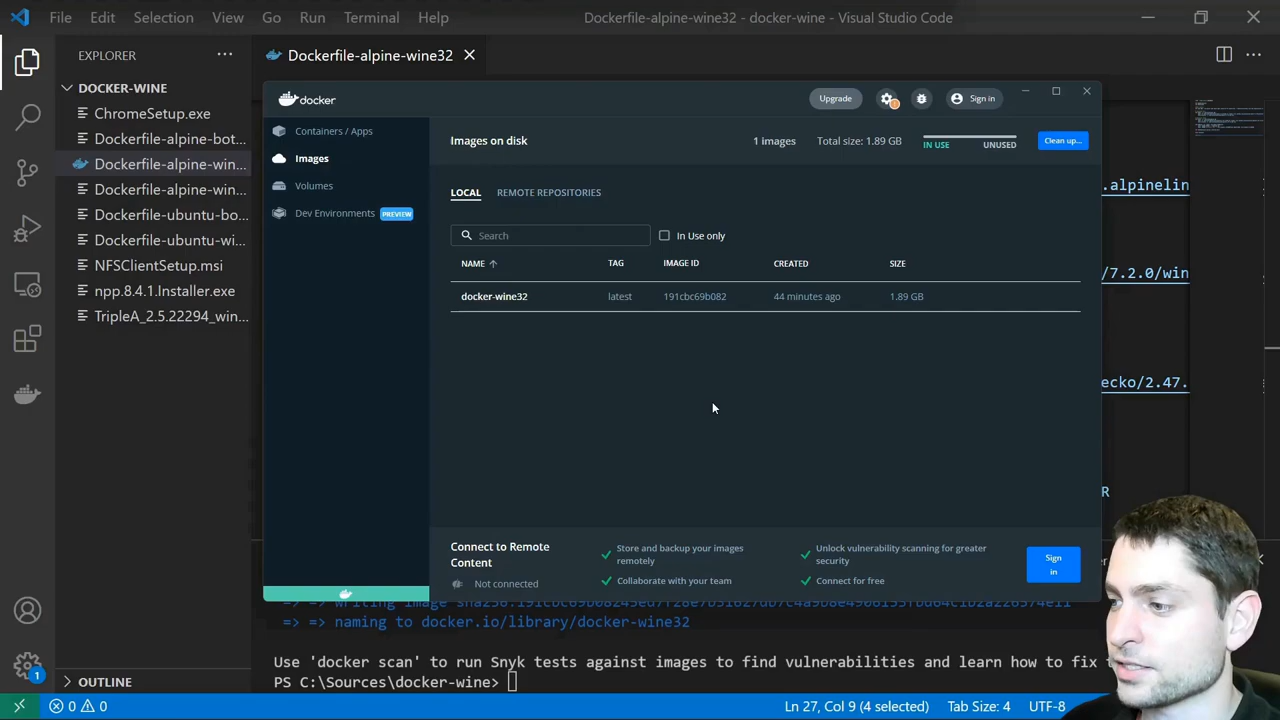 File Edit Selection View Go Run Terminal Help Dockerfile-alpine-wine32 - docker-wine - Visual Studio Code
EXPLORER
Dockerfile-alpine-wine32
DOCKER-WINE
ChromeSetup.exe
Dockerfile-alpine-bot...
Dockerfile-alpine-win...
Dockerfile-alpine-win...
Dockerfile-ubuntu-bo...
Dockerfile-ubuntu-wi...
NFSClientSetup.msi
npp.8.4.1.Installer.exe
TripleA_2.5.22294_win...
OUTLINE
docker
Upgrade
Sign in
Containers / Apps
Images
Volumes
Dev Environments PREVIEW
Images on disk
1 images Total size: 1.89 GB
IN USE UNUSED
Clean up...
LOCAL REMOTE REPOSITORIES
Search
In Use only
NAME TAG IMAGE ID CREATED SIZE
docker-wine32 latest 191cbc69b082 44 minutes ago 1.89 GB
Connect to Remote
Content
Not connected
Store and backup your images
remotely
Collaborate with your team
Unlock vulnerability scanning for greater
security
Connect for free
Sign
in
.alpinelin
/7.2.0/win
ecko/2.47.
R
=> => naming to docker.io/library/docker-wine32
Use 'docker scan' to run Snyk tests against images to find vulnerabilities and learn how to fix t
PS C:\Sources\docker-wine>
1
0 0 Ln 27, Col 9 (4 selected) Tab Size: 4 UTF-8